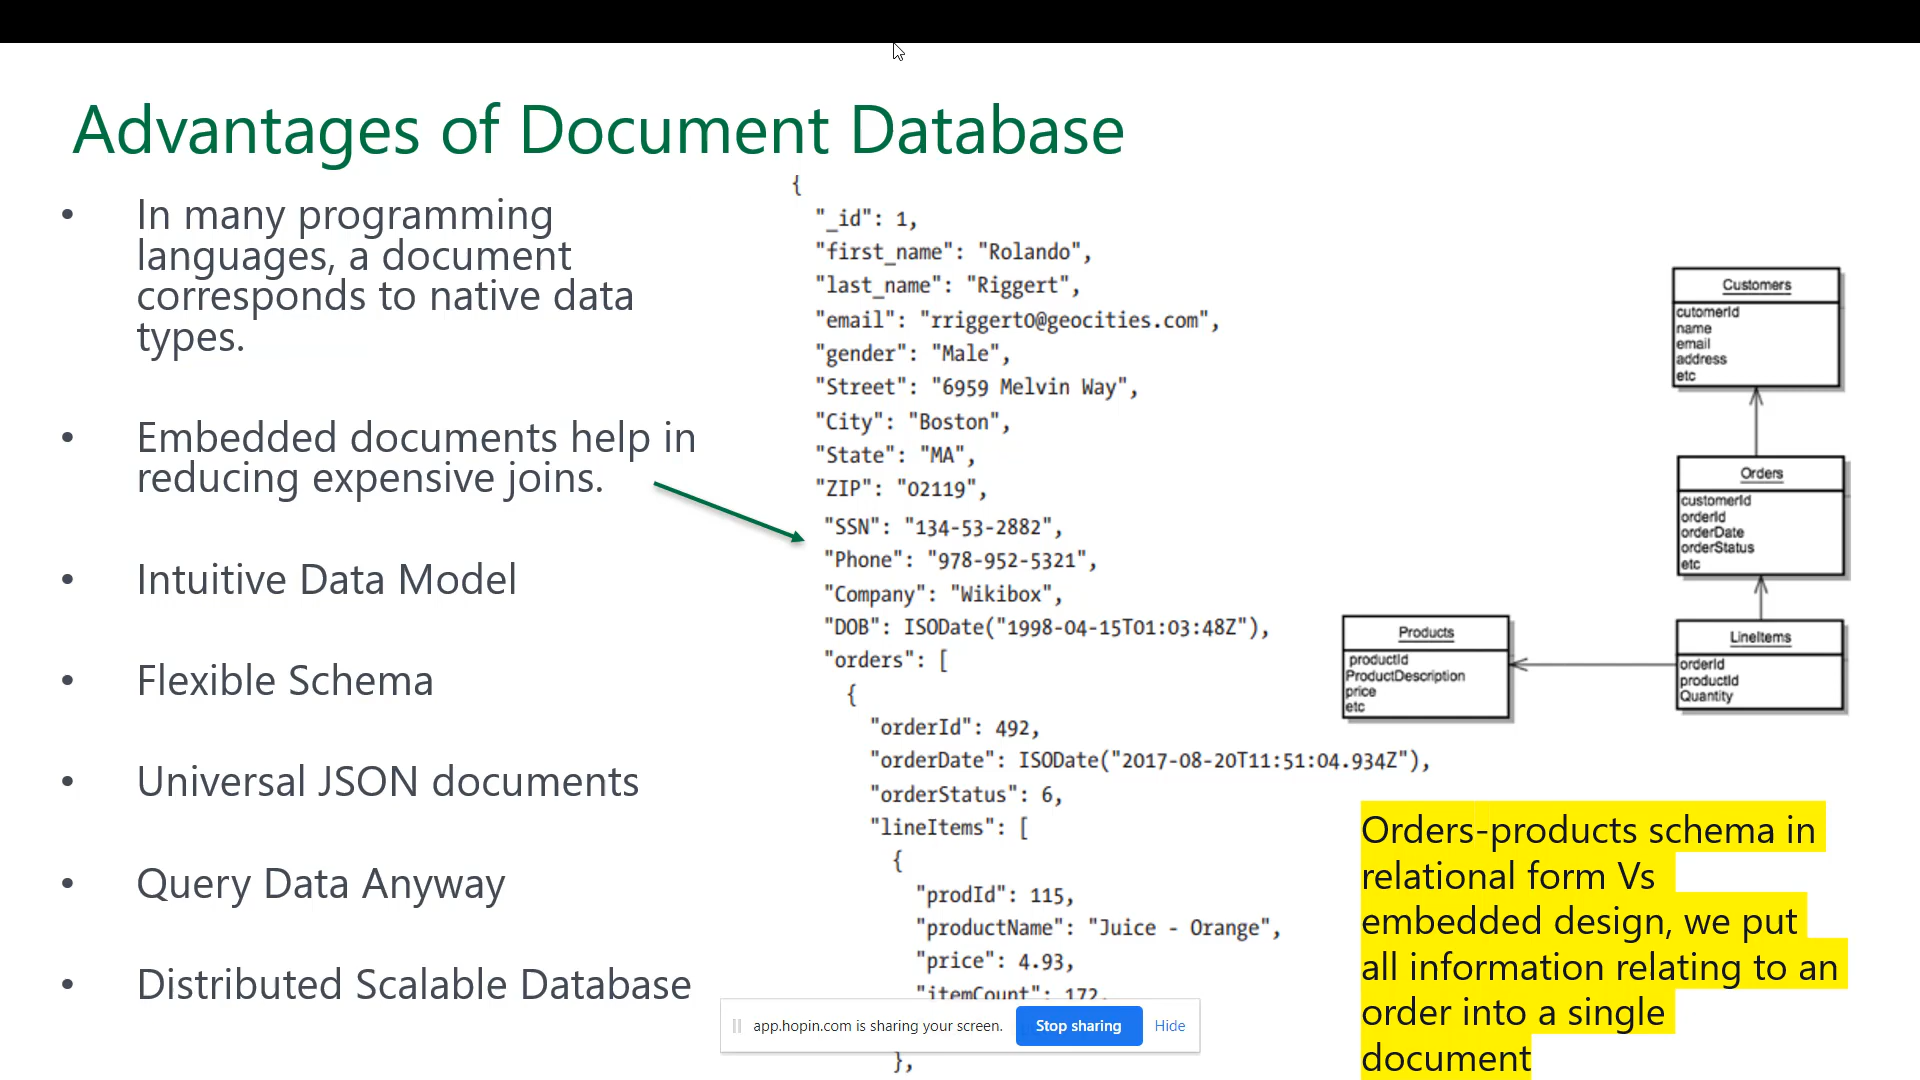 Advantages of Document Database
• In many programming
languages, a document
corresponds to native data
types.
• Embedded documents help in
reducing expensive joins.
• Intuitive Data Model
• Flexible Schema
• Universal JSON documents
• Query Data Anyway
• Distributed Scalable Database
{
"_id": 1,
"first_name": "Rolando",
"last_name": "Riggert",
"email": "rriggert0@geocities.com",
"gender": "Male",
"Street": "6959 Melvin Way",
"City": "Boston",
"State": "MA",
"ZIP": "02119",
"SSN": "134-53-2882",
"Phone": "978-952-5321",
"Company": "Wikibox",
"DOB": ISODate("1998-04-15T01:03:48Z"),
"orders": [
{
"orderId": 492,
"orderDate": ISODate("2017-08-20T11:51:04.934Z"),
"orderStatus": 6,
"lineItems": [
{
"prodId": 115,
"productName": "Juice - Orange",
"price": 4.93,
"itemCount": 172,
},
Customers
cutomerId
name
email
address
etc
Orders
customerId
orderId
orderDate
orderStatus
etc
Products
productId
ProductDescription
price
etc
LineItems
orderId
productId
Quantity
Orders-products schema in
relational form Vs
embedded design, we put
all information relating to an
order into a single
document
app.hopin.com is sharing your screen.
Stop sharing
Hide